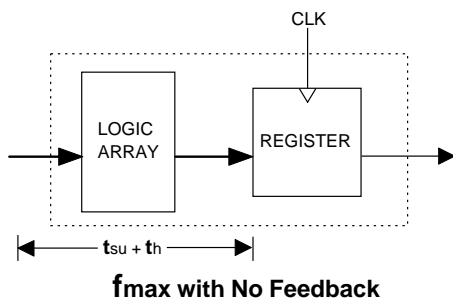 CLK
LOGIC
ARRAY
REGISTER
tsu + th
fmax with No Feedback